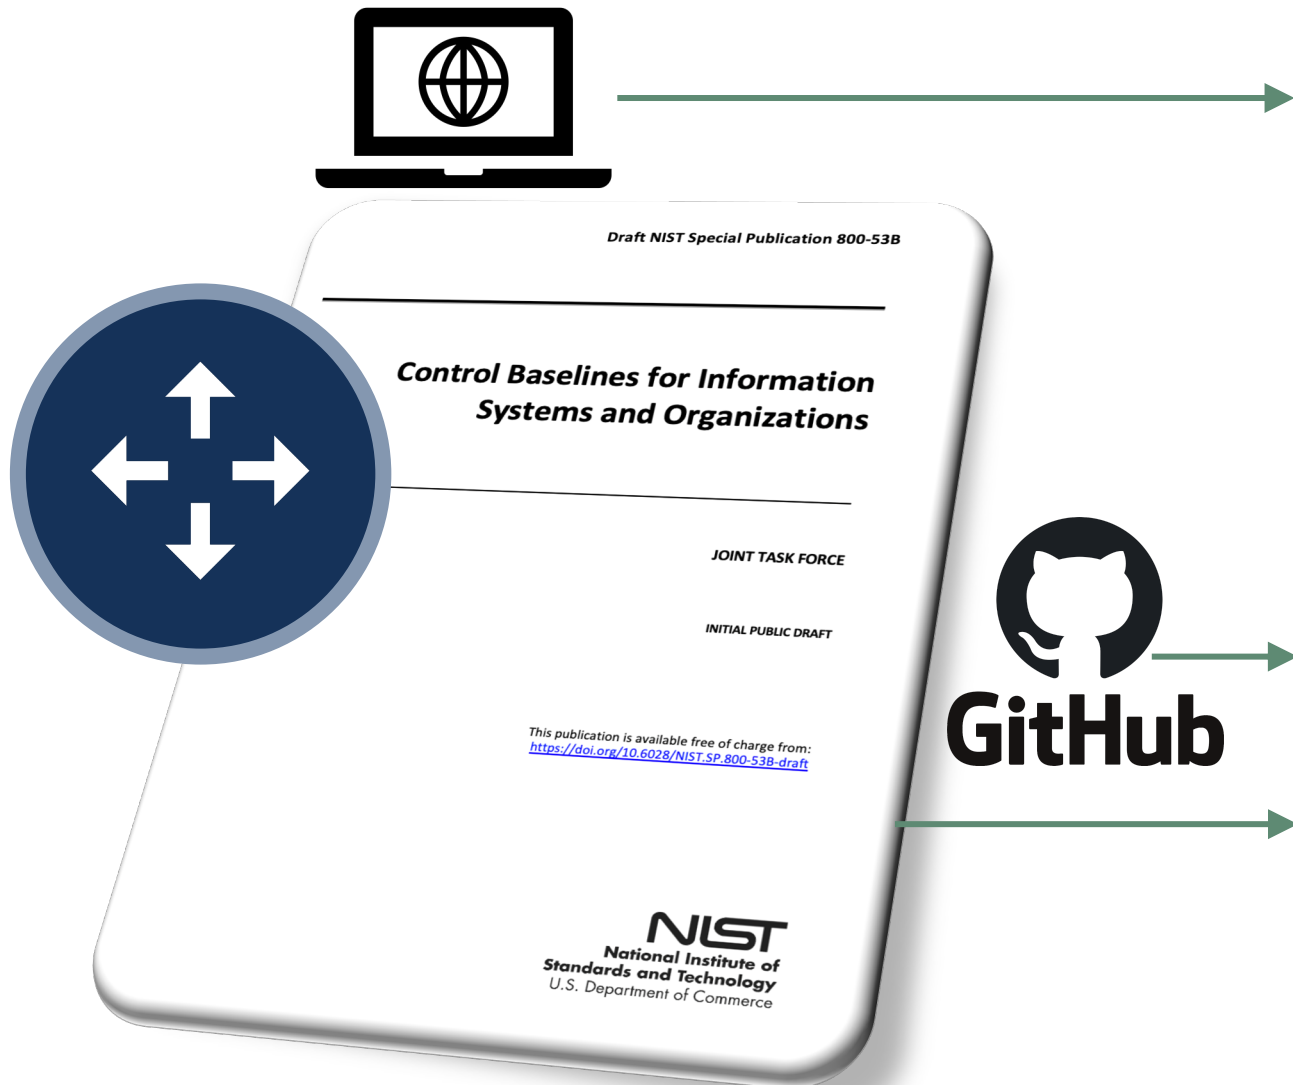 Draft NIST Special Publication 800-53B
Control Baselines for Information
Systems and Organizations
JOINT TASK FORCE
INITIAL PUBLIC DRAFT
GitHub
This publication is available free of charge from:
https://doi.org/10.6028/NIST.SP.800-53B-draft
NIST
National Institute of
Standards and Technology
U.S. Department of Commerce